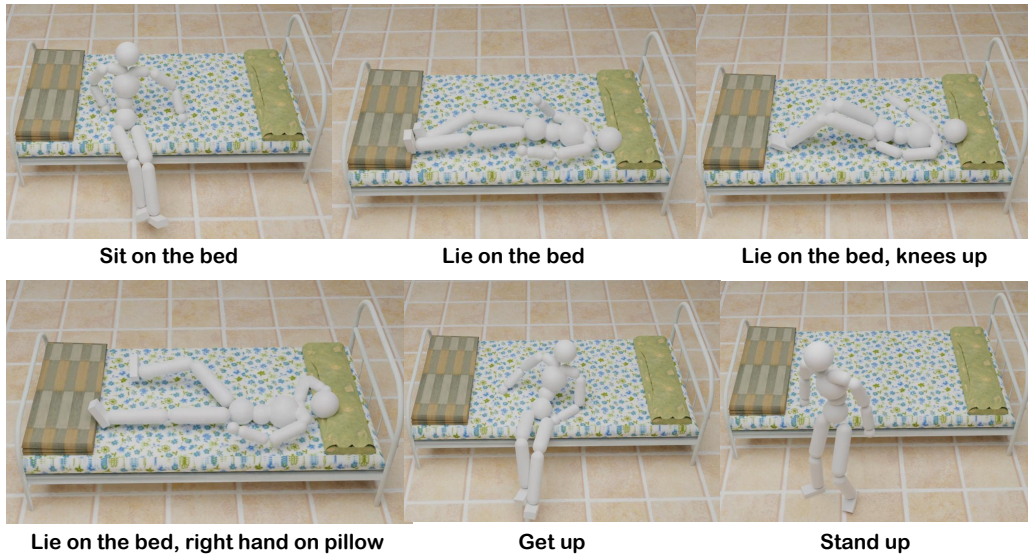 Sit on the bed
Lie on the bed
Lie on the bed, knees up
Lie on the bed, right hand on pillow
Get up
Stand up